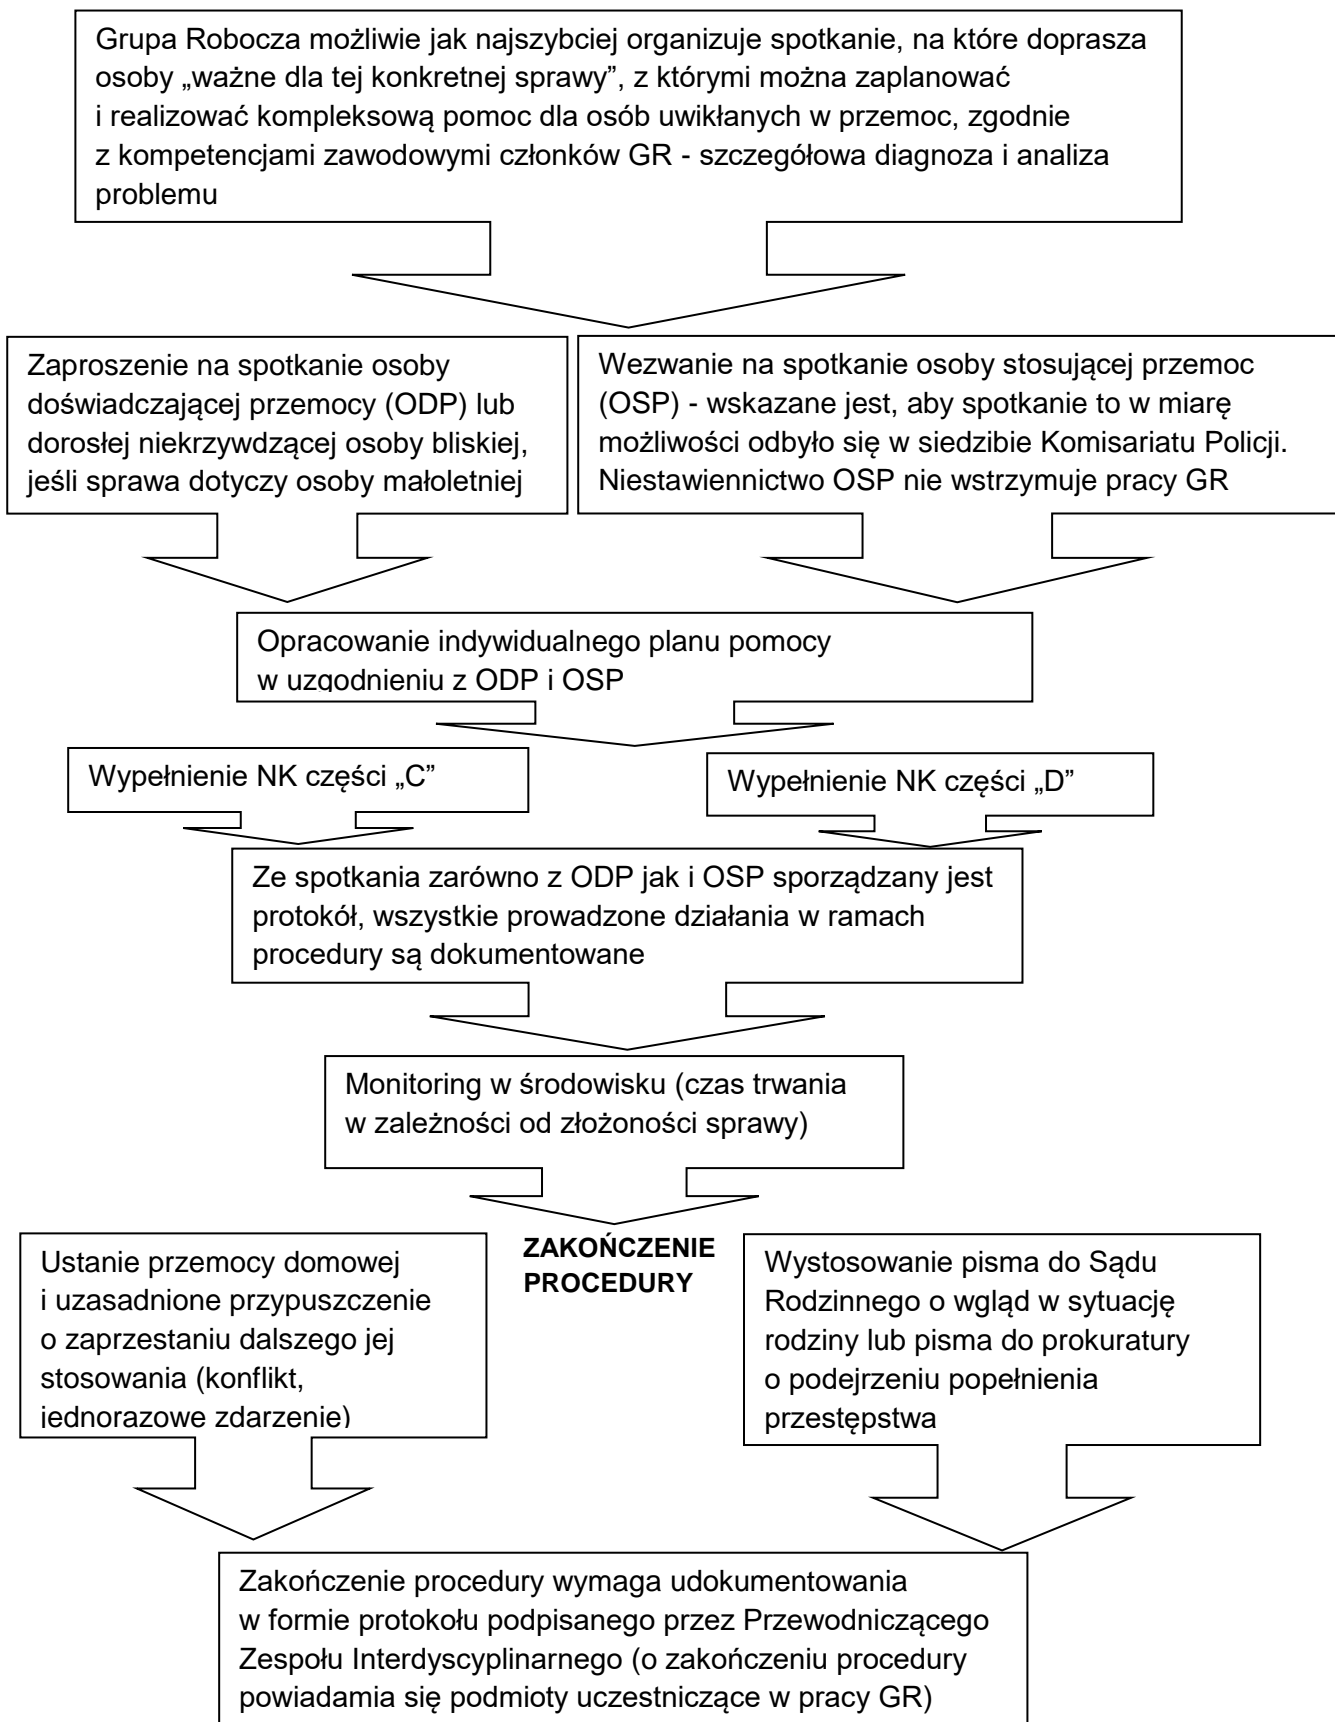 Grupa Robocza możliwie jak najszybciej organizuje spotkanie, na które doprasza
osoby „ważne dla tej konkretnej sprawy”, z którymi można zaplanować
i realizować kompleksową pomoc dla osób uwikłanych w przemoc, zgodnie
z kompetencjami zawodowymi członków GR - szczegółowa diagnoza i analiza
problemu
Zaproszenie na spotkanie osoby
doświadczającej przemocy (ODP) lub
dorosłej niekrzywdzącej osoby bliskiej,
jeśli sprawa dotyczy osoby małoletniej
Wezwanie na spotkanie osoby stosującej przemoc
(OSP) - wskazane jest, aby spotkanie to w miarę
możliwości odbyło się w siedzibie Komisariatu Policji.
Niestawiennictwo OSP nie wstrzymuje pracy GR
Opracowanie indywidualnego planu pomocy
w uzgodnieniu z ODP i OSP
Wypełnienie NK części „C”
Wypełnienie NK części „D”
Ze spotkania zarówno z ODP jak i OSP sporządzany jest
protokół, wszystkie prowadzone działania w ramach
procedury są dokumentowane
Monitoring w środowisku (czas trwania
w zależności od złożoności sprawy)
ZAKOŃCZENIE
PROCEDURY
Ustanie przemocy domowej
i uzasadnione przypuszczenie
o zaprzestaniu dalszego jej
stosowania (konflikt,
jednorazowe zdarzenie)
Wystosowanie pisma do Sądu
Rodzinnego o wgląd w sytuację
rodziny lub pisma do prokuratury
o podejrzeniu popełnienia
przestępstwa
Zakończenie procedury wymaga udokumentowania
w formie protokołu podpisanego przez Przewodniczącego
Zespołu Interdyscyplinarnego (o zakończeniu procedury
powiadamia się podmioty uczestniczące w pracy GR)